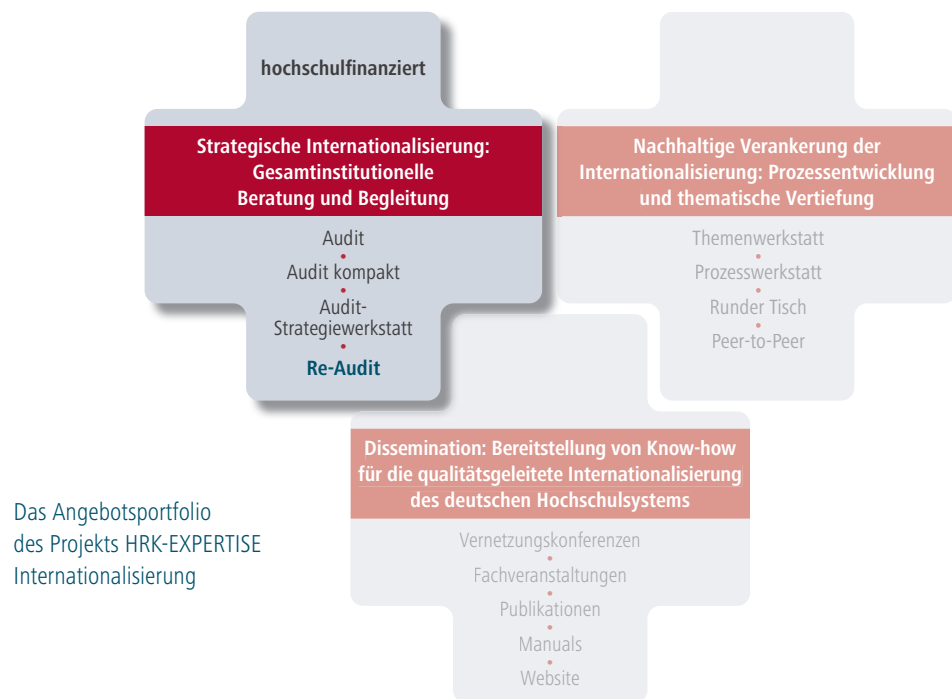 hochschulfinanziert
Strategische Internationalisierung:
Gesamtinstitutionelle
Beratung und Begleitung
Audit
Audit kompakt
Audit-
Strategiewerkstatt
Re-Audit
Nachhaltige Verankerung der
Internationalisierung: Prozessentwicklung
und thematische Vertiefung
Themenwerkstatt
Prozesswerkstatt
Runder Tisch
Peer-to-Peer
Dissemination: Bereitstellung von Know-how
für die qualitätsgeleitete Internationalisierung
des deutschen Hochschulsystems
Vernetzungskonferenzen
Fachveranstaltungen
Publikationen
Manuals
Website
Das Angebotsportfolio
des Projekts HRK-EXPERTISE
Internationalisierung